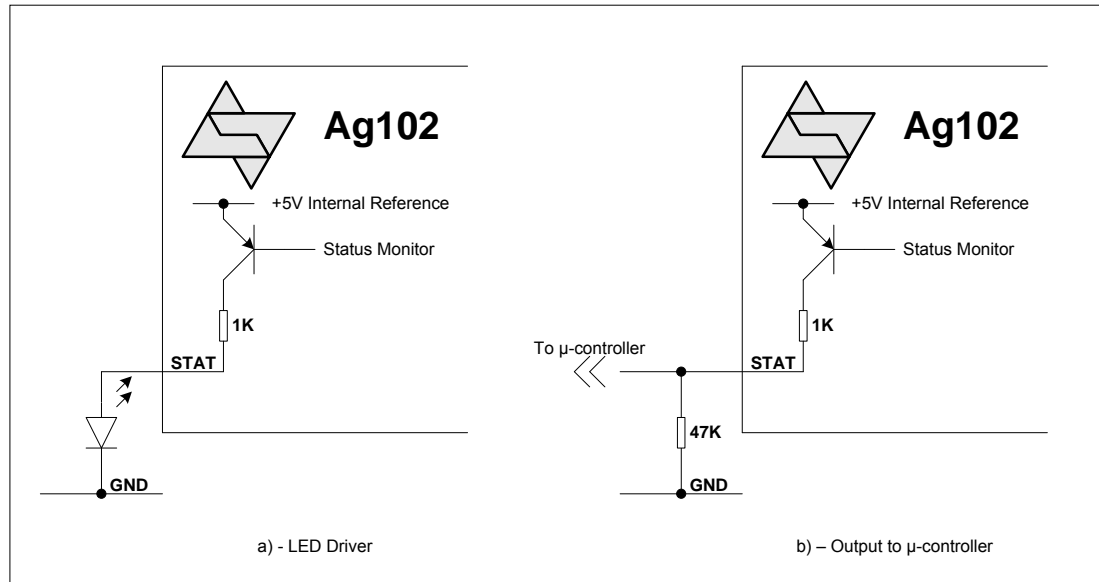 Ag102
+5V Internal Reference
Status Monitor
1K
STAT
GND
a) - LED Driver
Ag102
+5V Internal Reference
Status Monitor
1K
To µ-controller
STAT
47K
GND
b) – Output to µ-controller